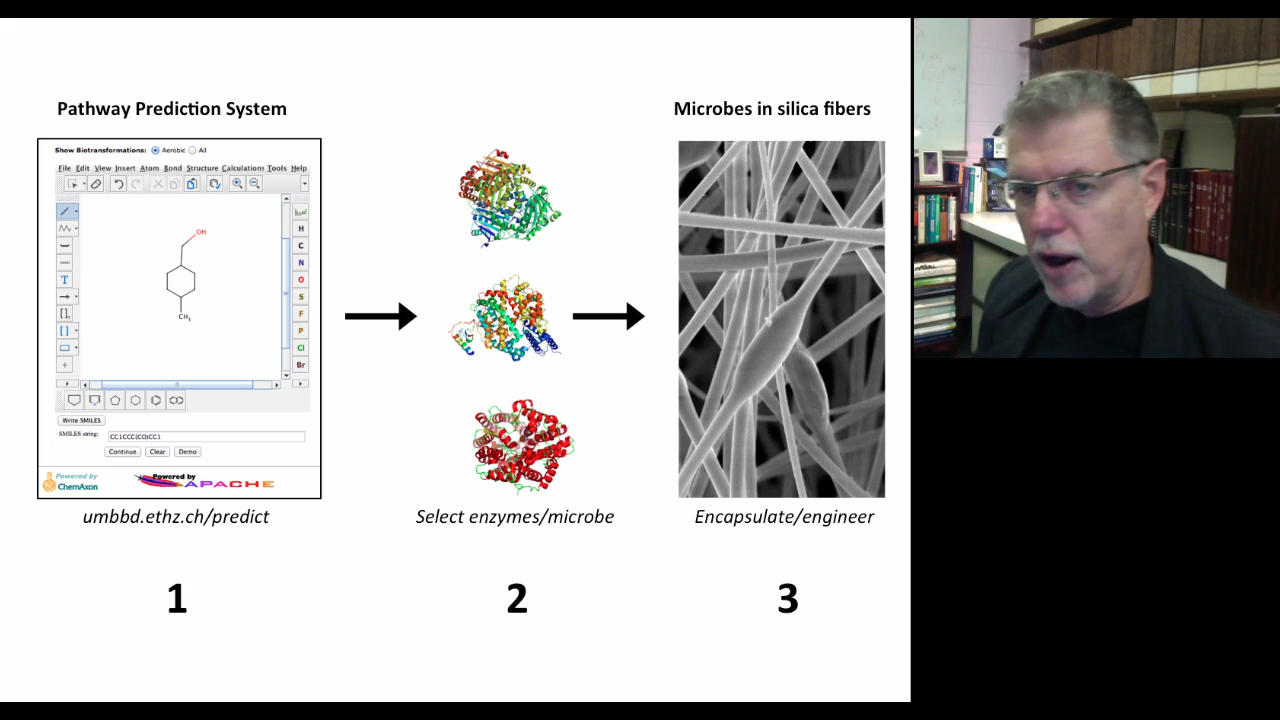 Pathway Prediction System
Microbes in silica fibers
Show Biotransformations: Aerobic All
File Edit View Insert Atom Bond Structure Calculations Tools Help
OH
CH3
H
C
N
T
O
S
F
P
Cl
Br
Write SMILES
SMILES string: CC1CCC(CO)CC1
Continue Clear Demo
Powered by
ChemAxon
Powered by
APACHE
umbbd.ethz.ch/predict
Select enzymes/microbe
Encapsulate/engineer
1
2
3